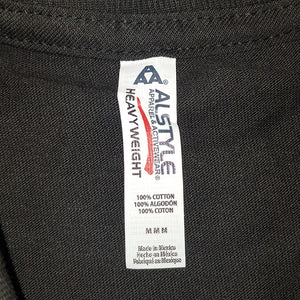 ALSTYLE
APPAREL & ACTIVEWEAR®
HEAVYWEIGHT
100% COTTON
100% ALGODÓN
100% COTON
M M M
Made in Mexico
Hecho en México
Fabriqué au Mexique